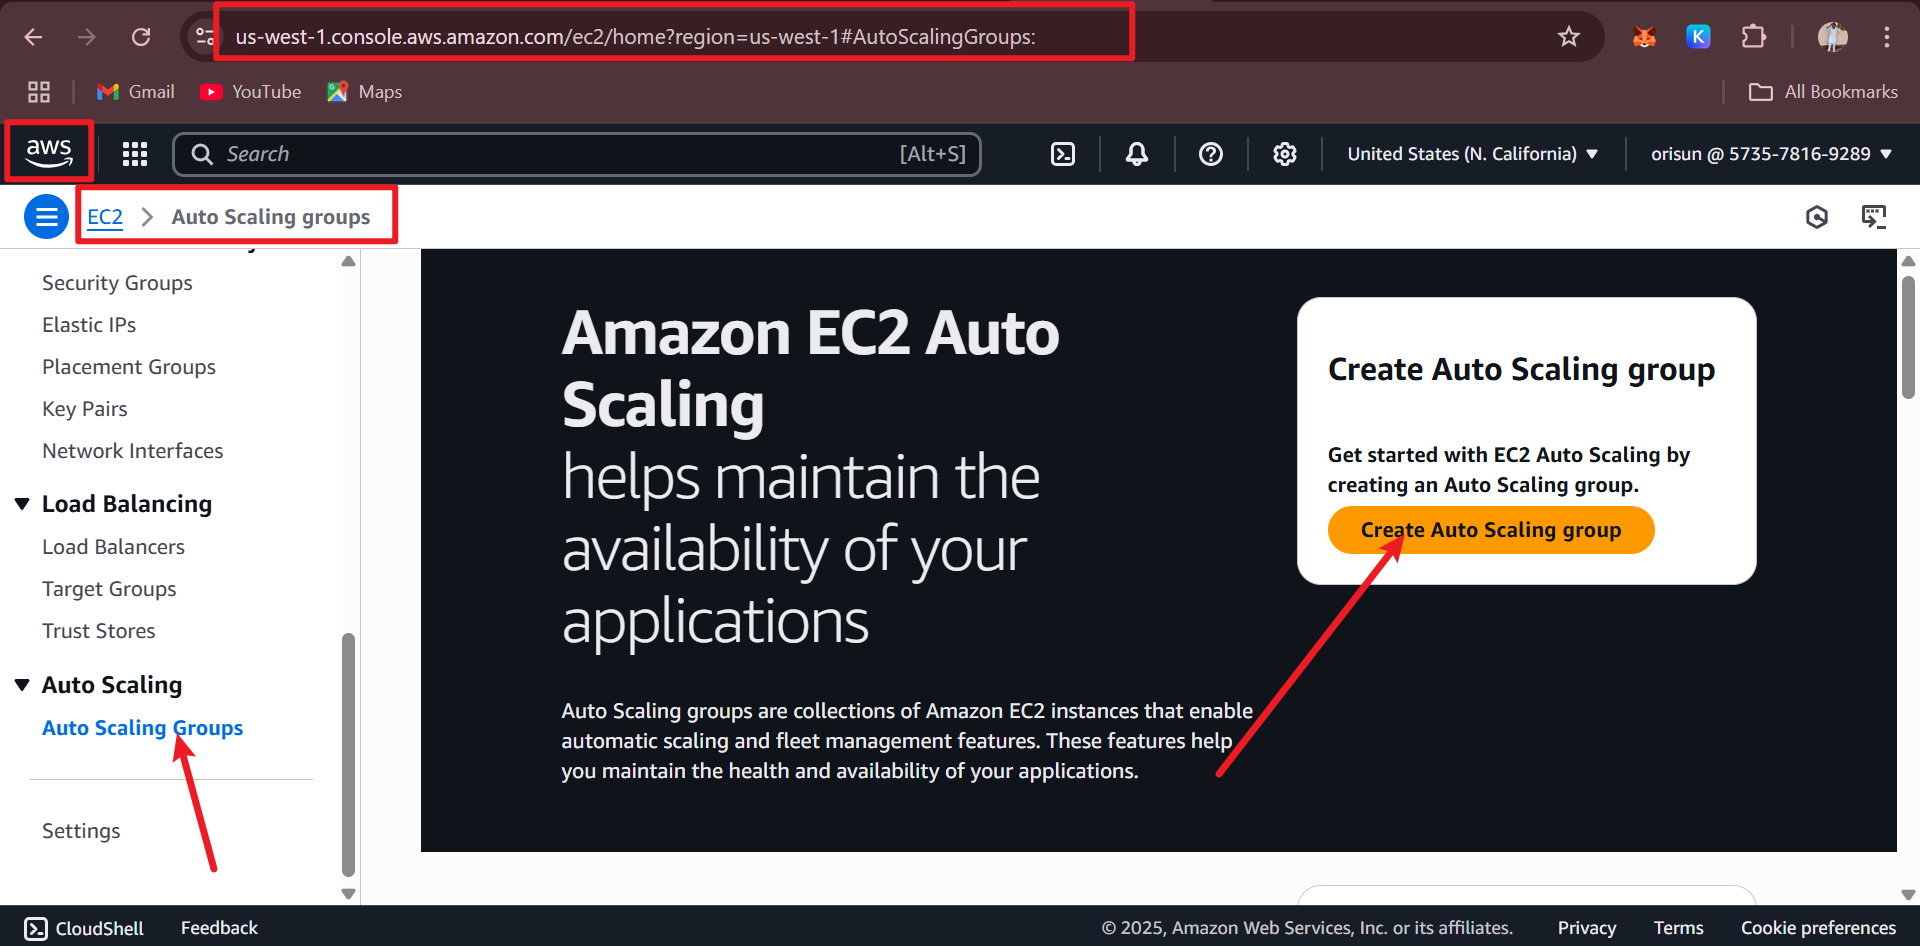 us-west-1.console.aws.amazon.com/ec2/home?region=us-west-1#AutoScalingGroups:
Gmail
YouTube
Maps
All Bookmarks
aws
Search
[Alt+S]
United States (N. California)
orisun @ 5735-7816-9289
EC2
Auto Scaling groups
Security Groups
Elastic IPs
Placement Groups
Key Pairs
Network Interfaces
Load Balancing
Load Balancers
Target Groups
Trust Stores
Auto Scaling
Auto Scaling Groups
Settings
Amazon EC2 Auto
Scaling
helps maintain the
availability of your
applications
Auto Scaling groups are collections of Amazon EC2 instances that enable
automatic scaling and fleet management features. These features help
you maintain the health and availability of your applications.
Create Auto Scaling group
Get started with EC2 Auto Scaling by
creating an Auto Scaling group.
Create Auto Scaling group
CloudShell
Feedback
© 2025, Amazon Web Services, Inc. or its affiliates.
Privacy
Terms
Cookie preferences